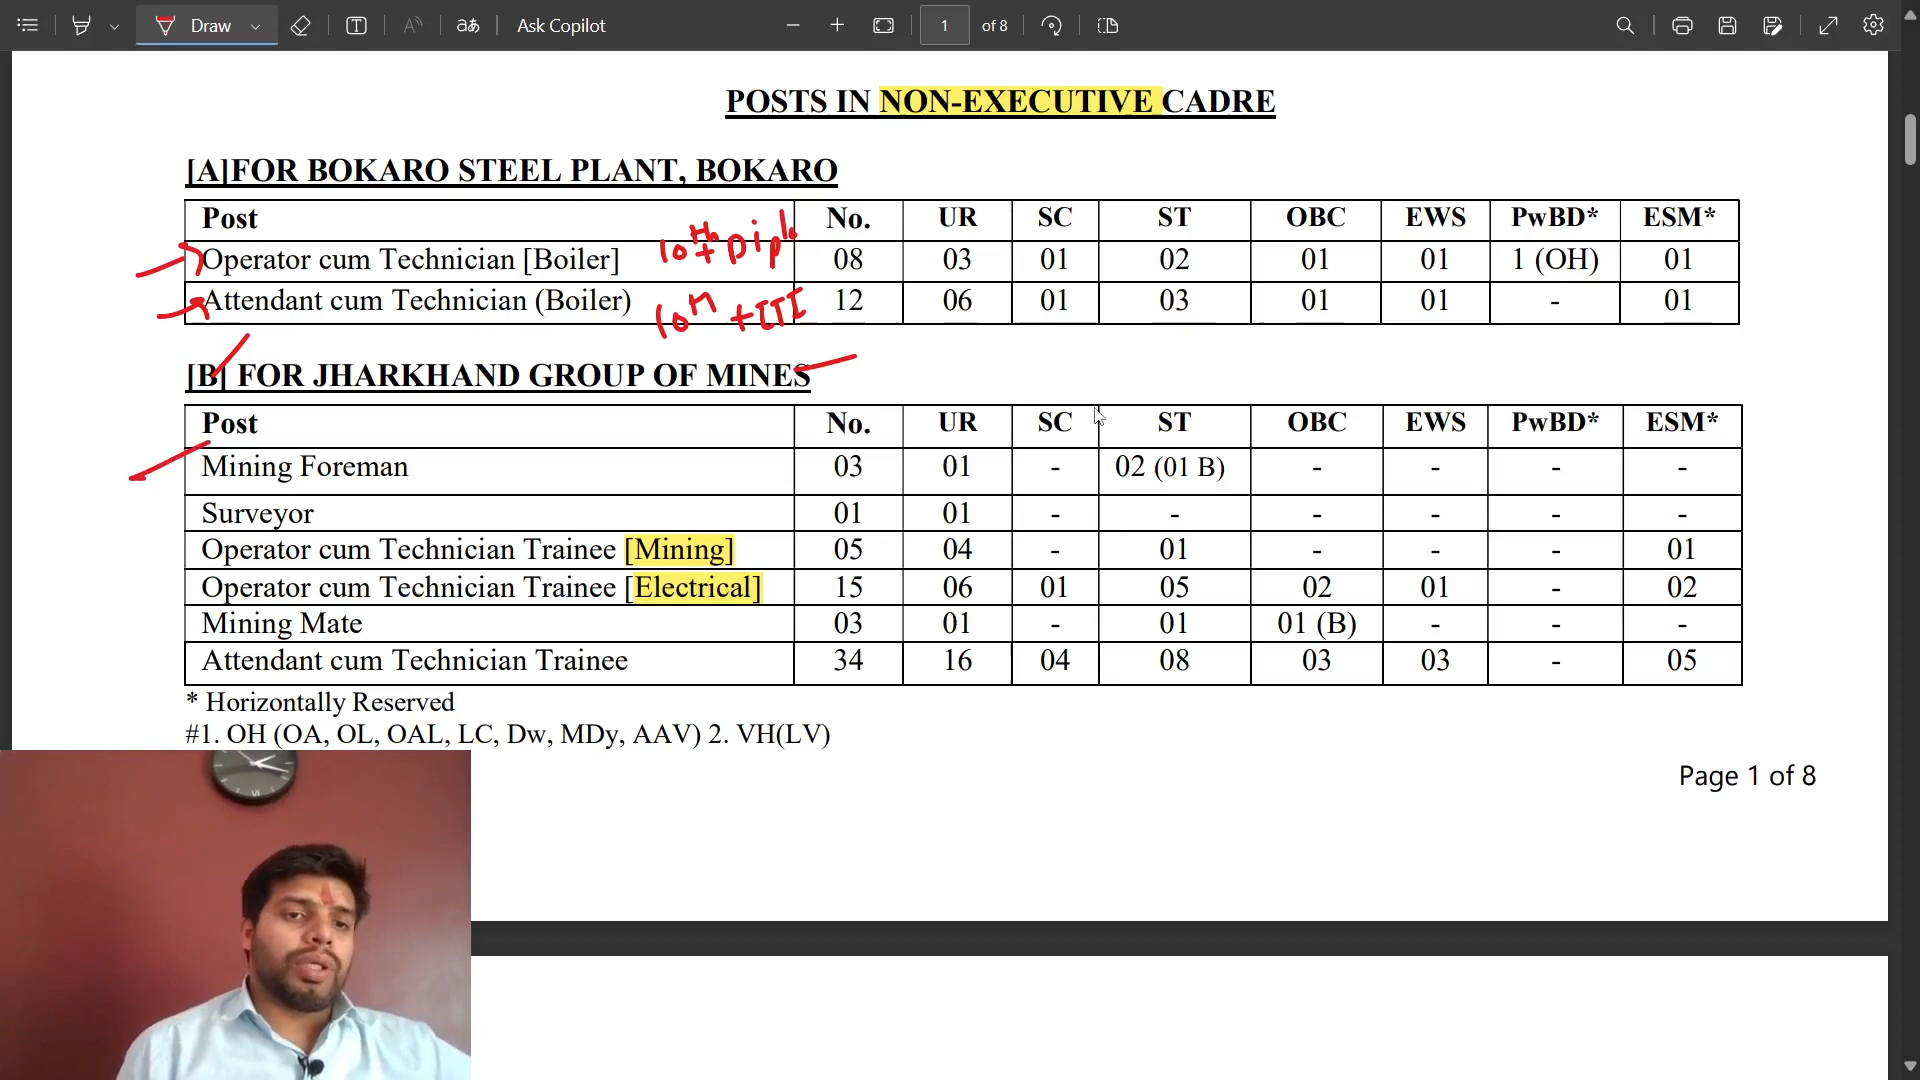 Draw
Ask Copilot
1 of 8
POSTS IN NON-EXECUTIVE CADRE
[A]FOR BOKARO STEEL PLANT, BOKARO
Post No. UR SC ST OBC EWS PwBD* ESM*
Operator cum Technician [Boiler] 10th + Dipl 08 03 01 02 01 01 1 (OH) 01
Attendant cum Technician (Boiler) 10th + ITI 12 06 01 03 01 01 - 01
[B] FOR JHARKHAND GROUP OF MINES
Post No. UR SC ST OBC EWS PwBD* ESM*
Mining Foreman 03 01 - 02 (01 B) - - - -
Surveyor 01 01 - - - - - -
Operator cum Technician Trainee [Mining] 05 04 - 01 - - - 01
Operator cum Technician Trainee [Electrical] 15 06 01 05 02 01 - 02
Mining Mate 03 01 - 01 01 (B) - - -
Attendant cum Technician Trainee 34 16 04 08 03 03 - 05
* Horizontally Reserved
#1. OH (OA, OL, OAL, LC, Dw, MDy, AAV) 2. VH(LV)
Page 1 of 8